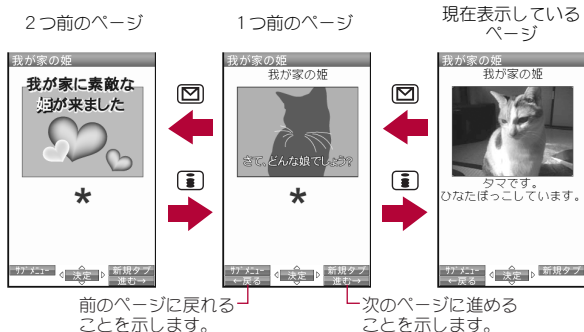 2つ前のページ
1つ前のページ
現在表示している
ページ
我が家の姫
我が家に素敵な
姫が来ました
*
ｻﾌﾞﾒﾆｭｰ
決定
新規タブ
進む→
我が家の姫
我が家の姫
さて､どんな娘でしょう?
*
ｻﾌﾞﾒﾆｭｰ
←戻る
決定
新規タブ
進む→
我が家の姫
我が家の姫
タマです。
ひなたぼっこしています。
ｻﾌﾞﾒﾆｭｰ
←戻る
決定
新規タブ
前のページに戻れる
ことを示します。
次のページに進める
ことを示します。